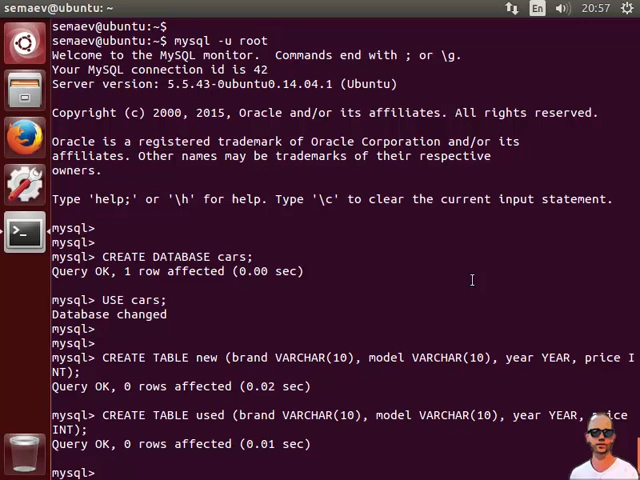 semaev@ubuntu:~
En
20:57
semaev@ubuntu:~$
semaev@ubuntu:~$ mysql -u root
Welcome to the MySQL monitor.  Commands end with ; or \g.
Your MySQL connection id is 42
Server version: 5.5.43-0ubuntu0.14.04.1 (Ubuntu)
Copyright (c) 2000, 2015, Oracle and/or its affiliates. All rights reserved.
Oracle is a registered trademark of Oracle Corporation and/or its
affiliates. Other names may be trademarks of their respective
owners.
Type 'help;' or '\h' for help. Type '\c' to clear the current input statement.
mysql>
mysql>
mysql> CREATE DATABASE cars;
Query OK, 1 row affected (0.00 sec)
mysql> USE cars;
Database changed
mysql>
mysql>
mysql> CREATE TABLE new (brand VARCHAR(10), model VARCHAR(10), year YEAR, price I
NT);
Query OK, 0 rows affected (0.02 sec)
mysql> CREATE TABLE used (brand VARCHAR(10), model VARCHAR(10), year YEAR, price
INT);
Query OK, 0 rows affected (0.01 sec)
mysql>